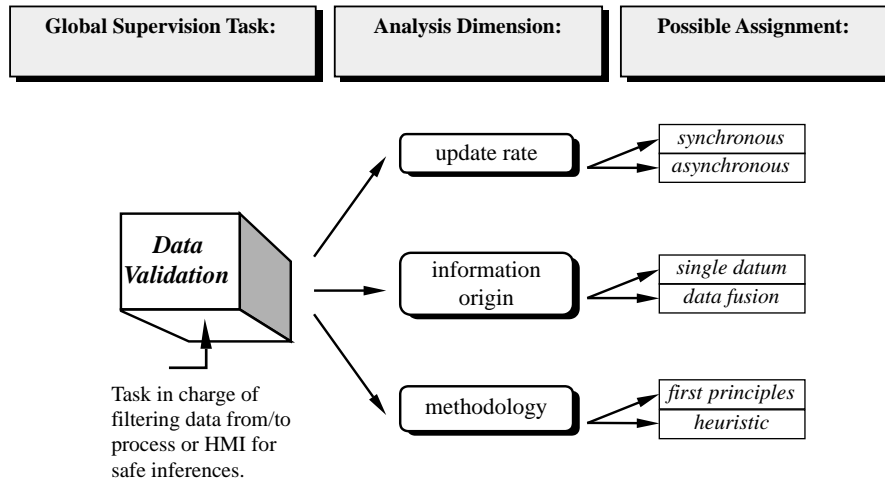 Global Supervision Task:
Analysis Dimension:
Possible Assignment:
Data
Validation
Task in charge of
filtering data from/to
process or HMI for
safe inferences.
update rate
synchronous
asynchronous
information
origin
single datum
data fusion
methodology
first principles
heuristic